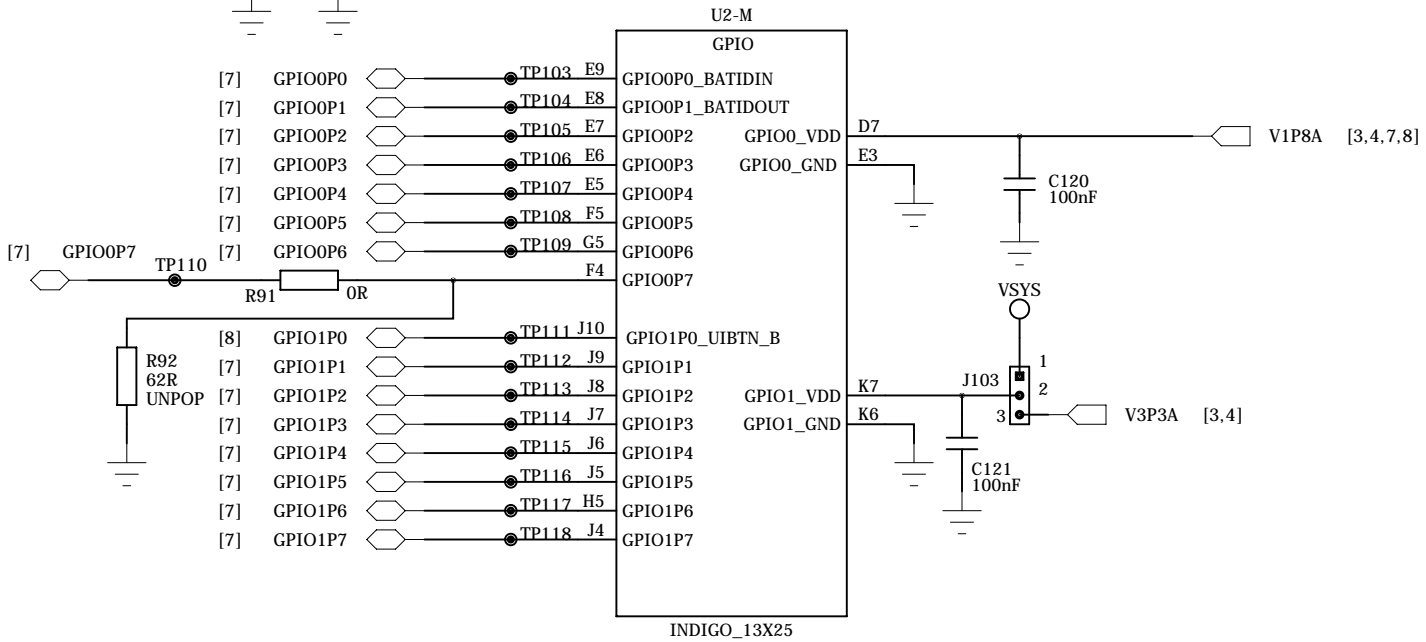 U2-M
GPIO
[7] GPIO0P0 TP103 E9 GPIO0P0_BATIDIN
[7] GPIO0P1 TP104 E8 GPIO0P1_BATIDOUT
[7] GPIO0P2 TP105 E7 GPIO0P2 GPIO0_VDD D7 V1P8A [3,4,7,8]
[7] GPIO0P3 TP106 E6 GPIO0P3 GPIO0_GND E3
[7] GPIO0P4 TP107 E5 GPIO0P4
C120
100nF
[7] GPIO0P5 TP108 F5 GPIO0P5
[7] GPIO0P6 TP109 G5 GPIO0P6
[7] GPIO0P7 TP110 R91 0R F4 GPIO0P7
VSYS
[8] GPIO1P0 TP111 J10 GPIO1P0_UIBTN_B
R92
62R
UNPOP
[7] GPIO1P1 TP112 J9 GPIO1P1
J103 1
2
3
[7] GPIO1P2 TP113 J8 GPIO1P2 GPIO1_VDD K7
[7] GPIO1P3 TP114 J7 GPIO1P3 GPIO1_GND K6
V3P3A [3,4]
[7] GPIO1P4 TP115 J6 GPIO1P4
C121
100nF
[7] GPIO1P5 TP116 J5 GPIO1P5
[7] GPIO1P6 TP117 H5 GPIO1P6
[7] GPIO1P7 TP118 J4 GPIO1P7
INDIGO_13X25